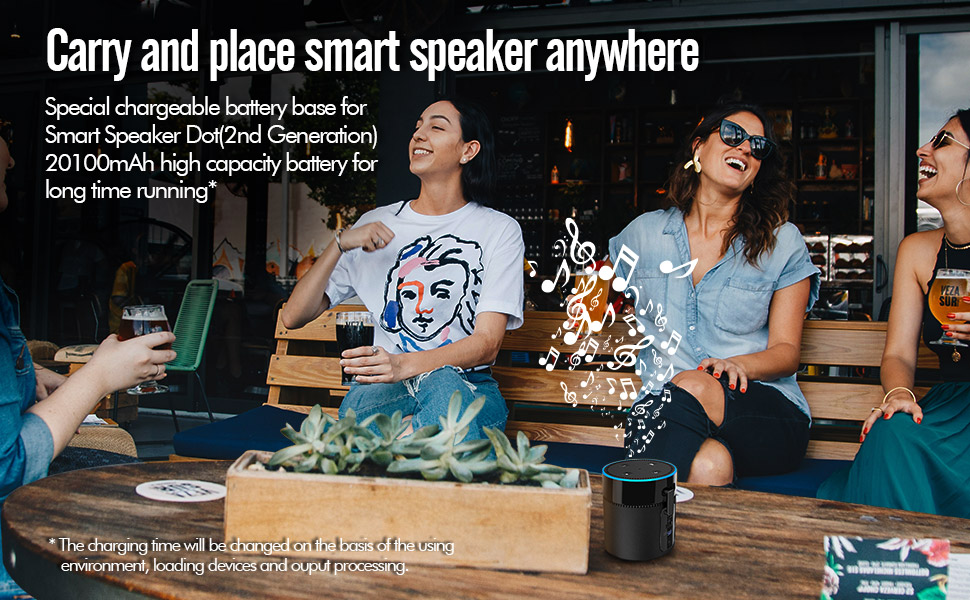 Carry and place smart speaker anywhere
Special chargeable battery base for
Smart Speaker Dot(2nd Generation)
20100mAh high capacity battery for
long time running*
VEZA
SUR
* The charging time will be changed on the basis of the using
environment, loading devices and ouput processing.